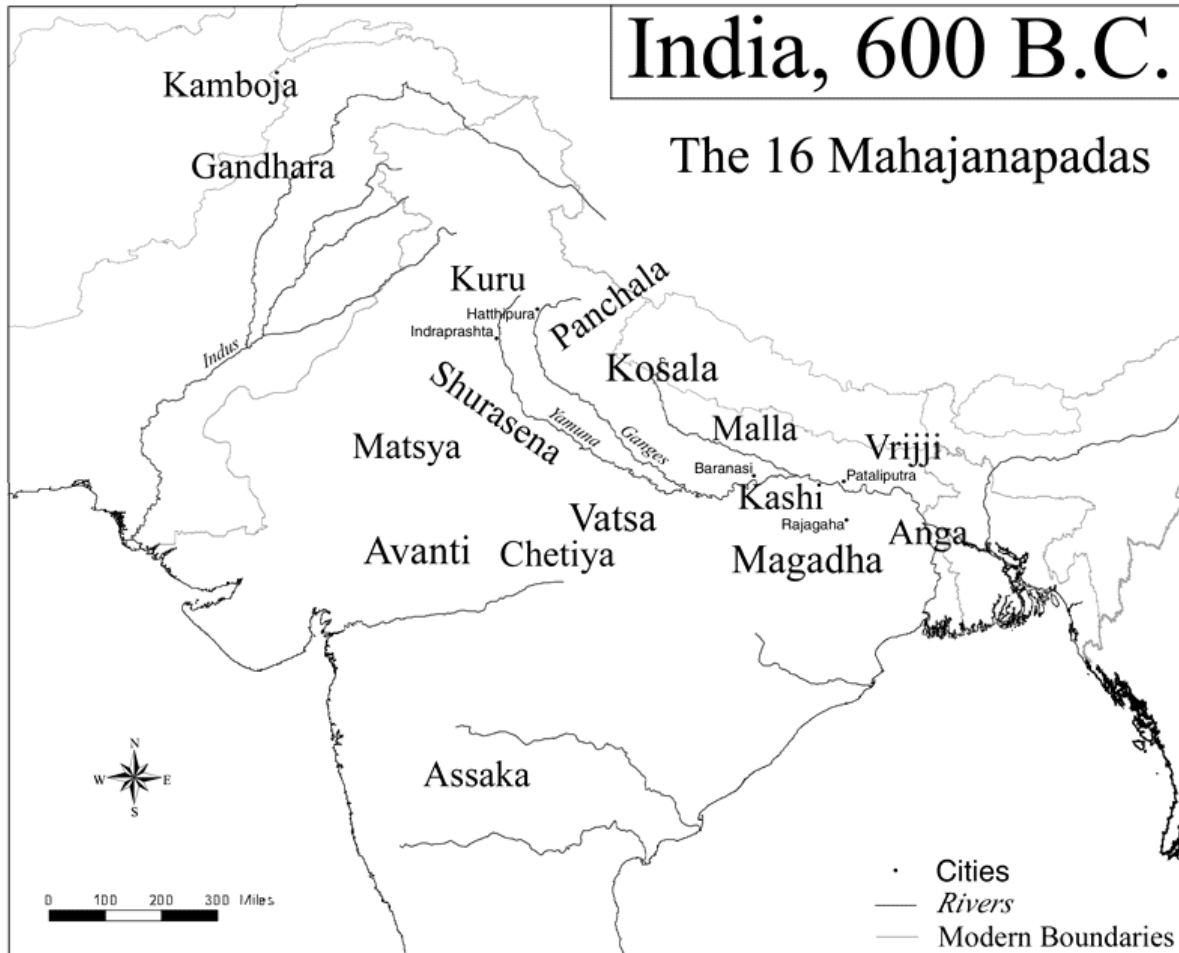 India, 600 B.C.
The 16 Mahajanapadas
Kamboja
Gandhara
Kuru
Panchala
Hatthipura
Indraprashta
Indus
Kosala
Shurasena
Yamuna
Ganges
Matsya
Malla
Vrijji
Baranasi
Pataliputra
Kashi
Rajagaha
Vatsa
Avanti
Chetiya
Magadha
Anga
Assaka
N
W
E
S
0 100 200 300 Miles
Cities
Rivers
Modern Boundaries